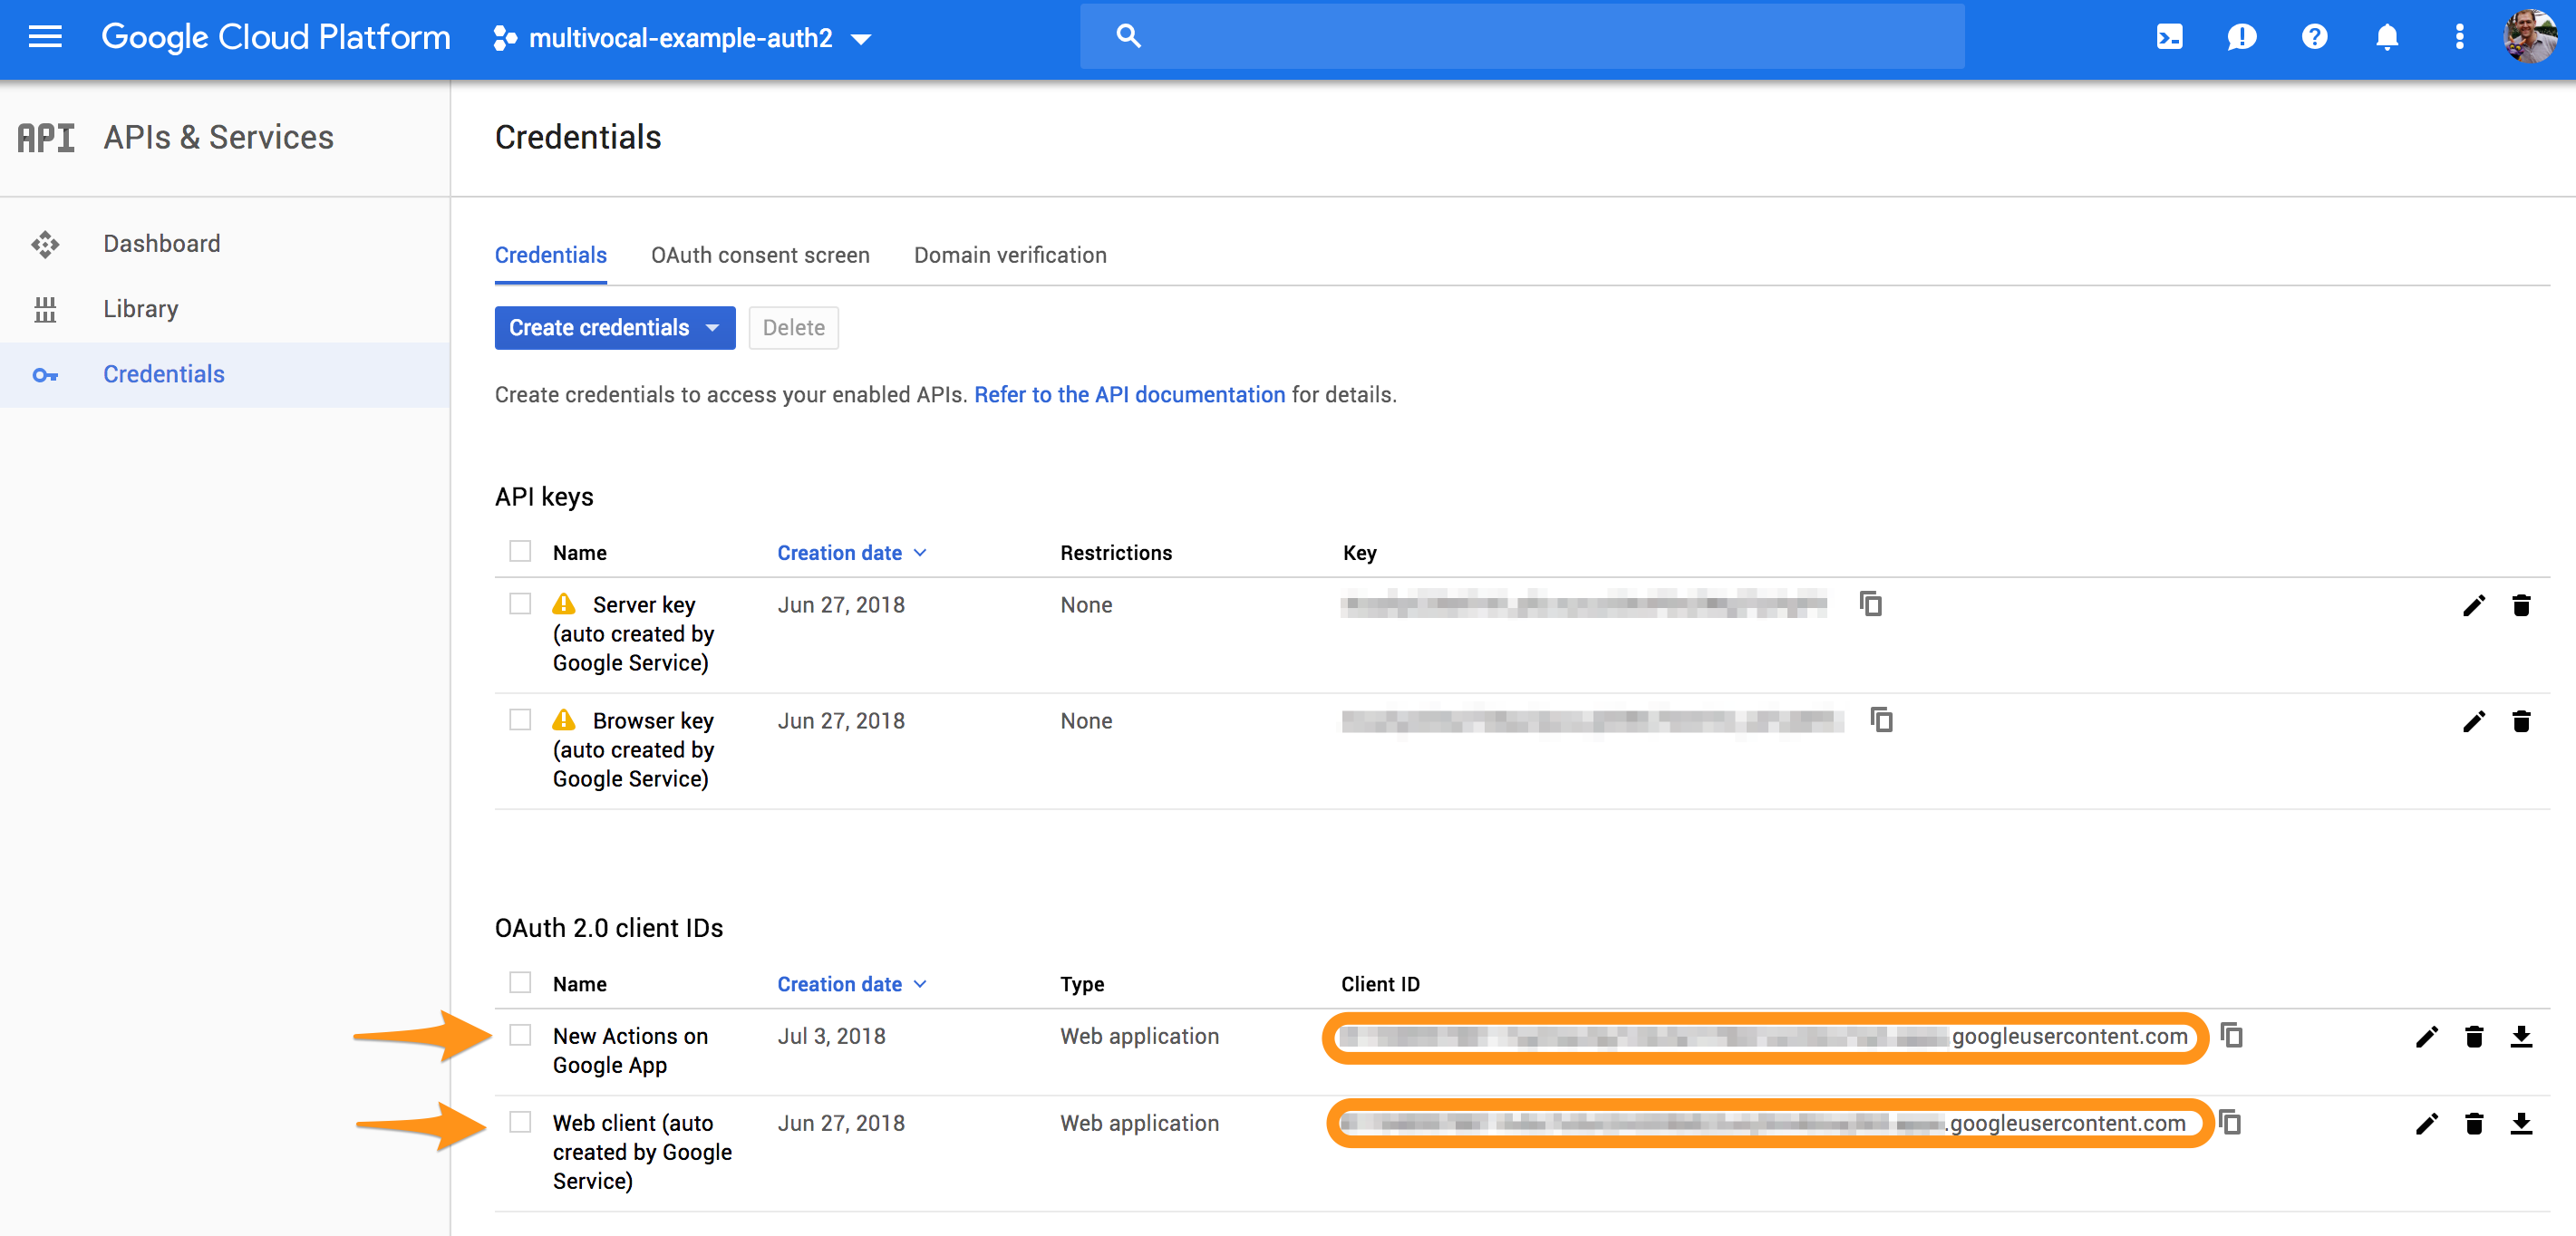 Google Cloud Platform multivocal-example-auth2
API APIs & Services
Credentials
Dashboard
Library
Credentials
Credentials OAuth consent screen Domain verification
Create credentials Delete
Create credentials to access your enabled APIs. Refer to the API documentation for details.
API keys
Name Creation date Restrictions Key
Server key Jun 27, 2018 None
(auto created by
Google Service)
Browser key Jun 27, 2018 None
(auto created by
Google Service)
OAuth 2.0 client IDs
Name Creation date Type Client ID
New Actions on Jul 3, 2018 Web application googleusercontent.com
Google App
Web client (auto Jun 27, 2018 Web application .googleusercontent.com
created by Google
Service)